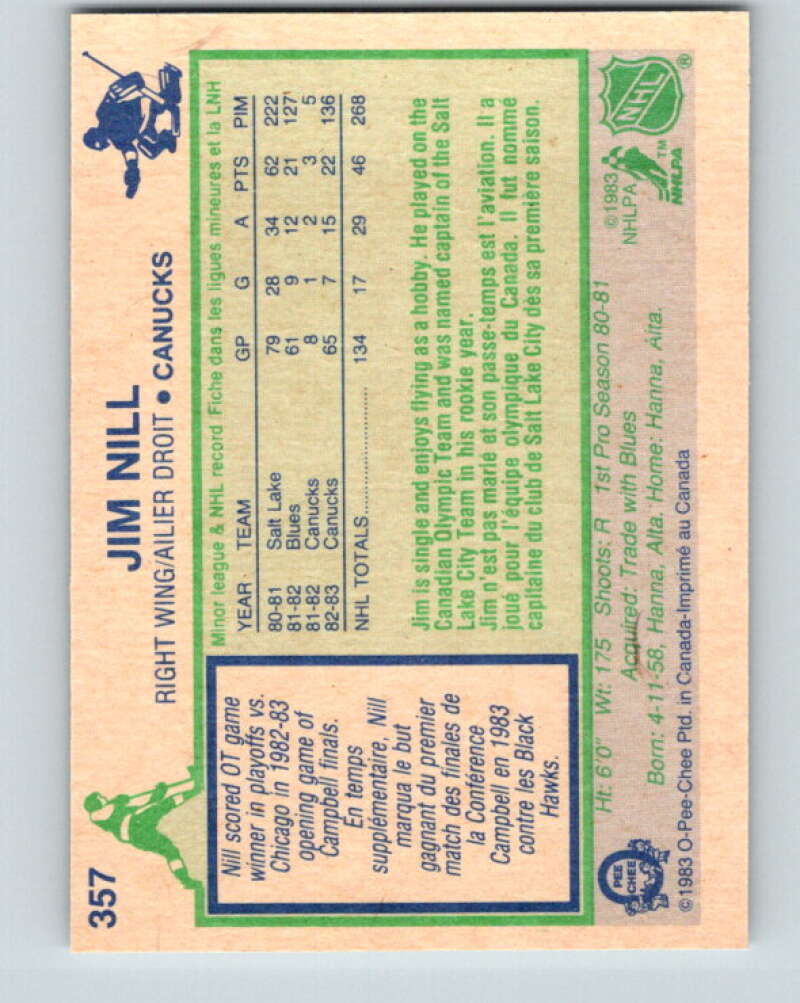 357
JIM NILL
RIGHT WING/AILIER DROIT • CANUCKS
Nill scored OT game
winner in playoffs vs.
Chicago in 1982-83
opening game of
Campbell finals.
En temps
supplémentaire, Nill
marqua le but
gagnant du premier
match des finales de
la Conférence
Campbell en 1983
contre les Black
Hawks.
Minor league & NHL record Fiche dans les ligues mineures et la LNH
YEAR TEAM GP G A PTS PIM
80-81 Salt Lake 79 28 34 62 222
81-82 Blues 61 9 12 21 127
81-82 Canucks 8 1 2 3 5
82-83 Canucks 65 7 15 22 136
NHL TOTALS 134 17 29 46 268
Jim is single and enjoys flying as a hobby. He played on the
Canadian Olympic Team and was named captain of the Salt
Lake City Team in his rookie year.
Jim n'est pas marié et son passe-temps est l'aviation. Il a
joué pour l'équipe olympique du Canada. Il fut nommé
capitaine du club de Salt Lake City dès sa première saison.
PEE
CHEE
Ht: 6'0" Wt: 175 Shoots: R 1st Pro Season 80-81
Acquired: Trade with Blues
Born: 4-11-58, Hanna, Alta. Home: Hanna, Alta.
©1983 O-Pee-Chee Ptd. in Canada-Imprimé au Canada
©1983
NHLPA
NHL ®
NHLPA ™